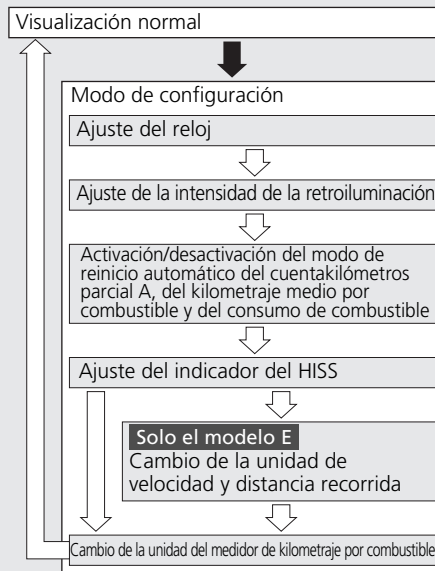 Visualización normal
Modo de configuración
Ajuste del reloj
Ajuste de la intensidad de la retroiluminación
Activación/desactivación del modo de
reinicio automático del cuentakilómetros
parcial A, del kilometraje medio por
combustible y del consumo de combustible
Ajuste del indicador del HISS
Solo el modelo E
Cambio de la unidad de
velocidad y distancia recorrida
Cambio de la unidad del medidor de kilometraje por combustible